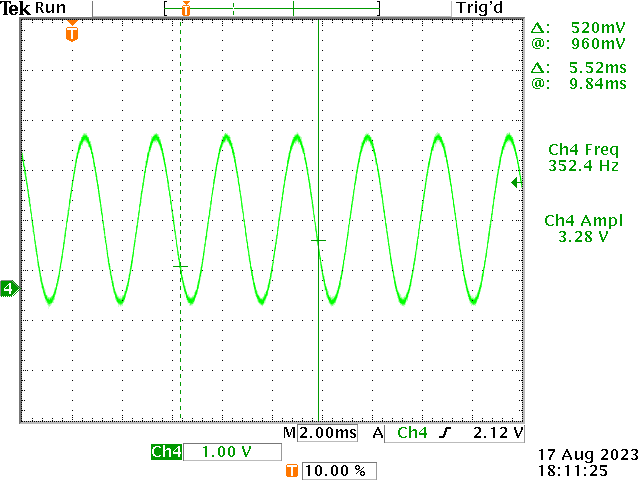 Tek Run Trig'd
T
T
Δ: 520mV
@: 960mV
Δ: 5.52ms
@: 9.84ms
Ch4 Freq
352.4 Hz
Ch4 Ampl
3.28 V
4
M 2.00ms A Ch4 2.12 V
Ch4 1.00 V
T 10.00 %
17 Aug 2023
18:11:25